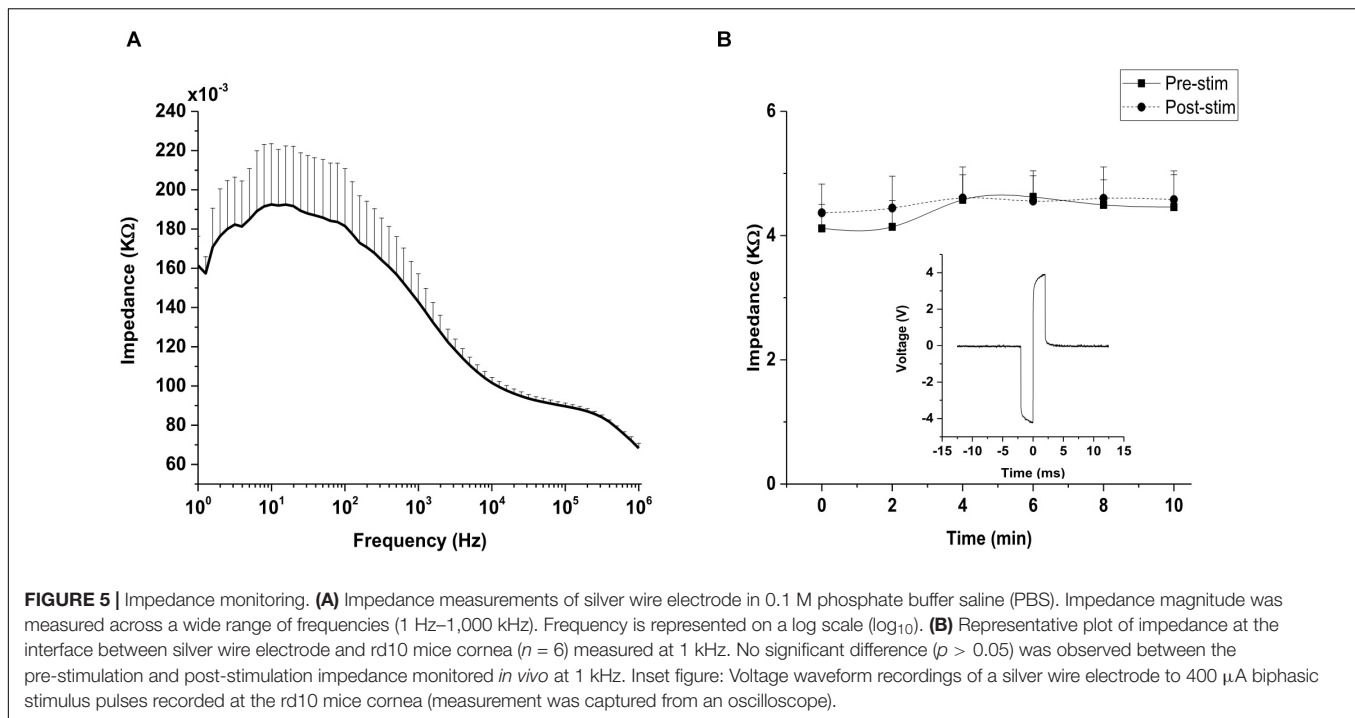 A
x10⁻³
240
220
200
180
160
140
120
100
80
60
Impedance (KΩ)
10⁰ 10¹ 10² 10³ 10⁴ 10⁵ 10⁶
Frequency (Hz)
B
Pre-stim
Post-stim
6
4
2
0
Impedance (KΩ)
0 2 4 6 8 10
Time (min)
4
2
0
-2
-4
Voltage (V)
-15 -10 -5 0 5 10 15
Time (ms)
FIGURE 5 | Impedance monitoring. (A) Impedance measurements of silver wire electrode in 0.1 M phosphate buffer saline (PBS). Impedance magnitude was
measured across a wide range of frequencies (1 Hz–1,000 kHz). Frequency is represented on a log scale (log₁₀). (B) Representative plot of impedance at the
interface between silver wire electrode and rd10 mice cornea (n = 6) measured at 1 kHz. No significant difference (p > 0.05) was observed between the
pre-stimulation and post-stimulation impedance monitored in vivo at 1 kHz. Inset figure: Voltage waveform recordings of a silver wire electrode to 400 μA biphasic
stimulus pulses recorded at the rd10 mice cornea (measurement was captured from an oscilloscope).